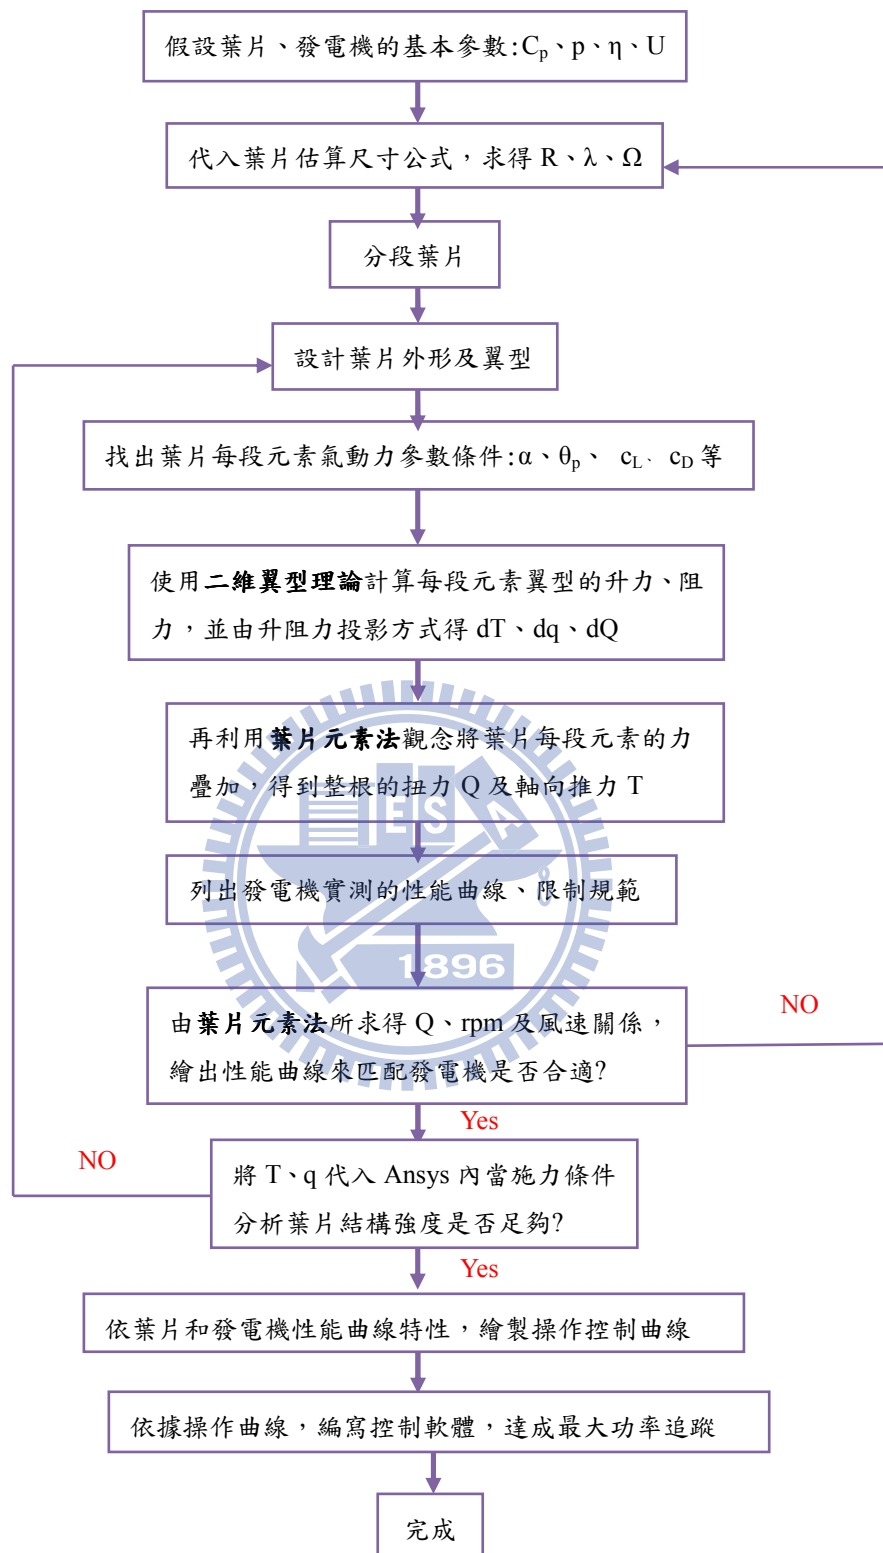 假設葉片、發電機的基本參數:Cp、p、η、U
代入葉片估算尺寸公式，求得 R、λ、Ω
分段葉片
設計葉片外形及翼型
找出葉片每段元素氣動力參數條件:α、θp、 cL、 cD 等
使用二維翼型理論計算每段元素翼型的升力、阻
力，並由升阻力投影方式得 dT、dq、dQ
再利用葉片元素法觀念將葉片每段元素的力
疊加，得到整根的扭力 Q 及軸向推力 T
ESA
列出發電機實測的性能曲線、限制規範
1896
由葉片元素法所求得 Q、rpm 及風速關係，
繪出性能曲線來匹配發電機是否合適?
NO
Yes
NO
將 T、q 代入 Ansys 內當施力條件
分析葉片結構強度是否足夠?
Yes
依葉片和發電機性能曲線特性，繪製操作控制曲線
依據操作曲線，編寫控制軟體，達成最大功率追蹤
完成